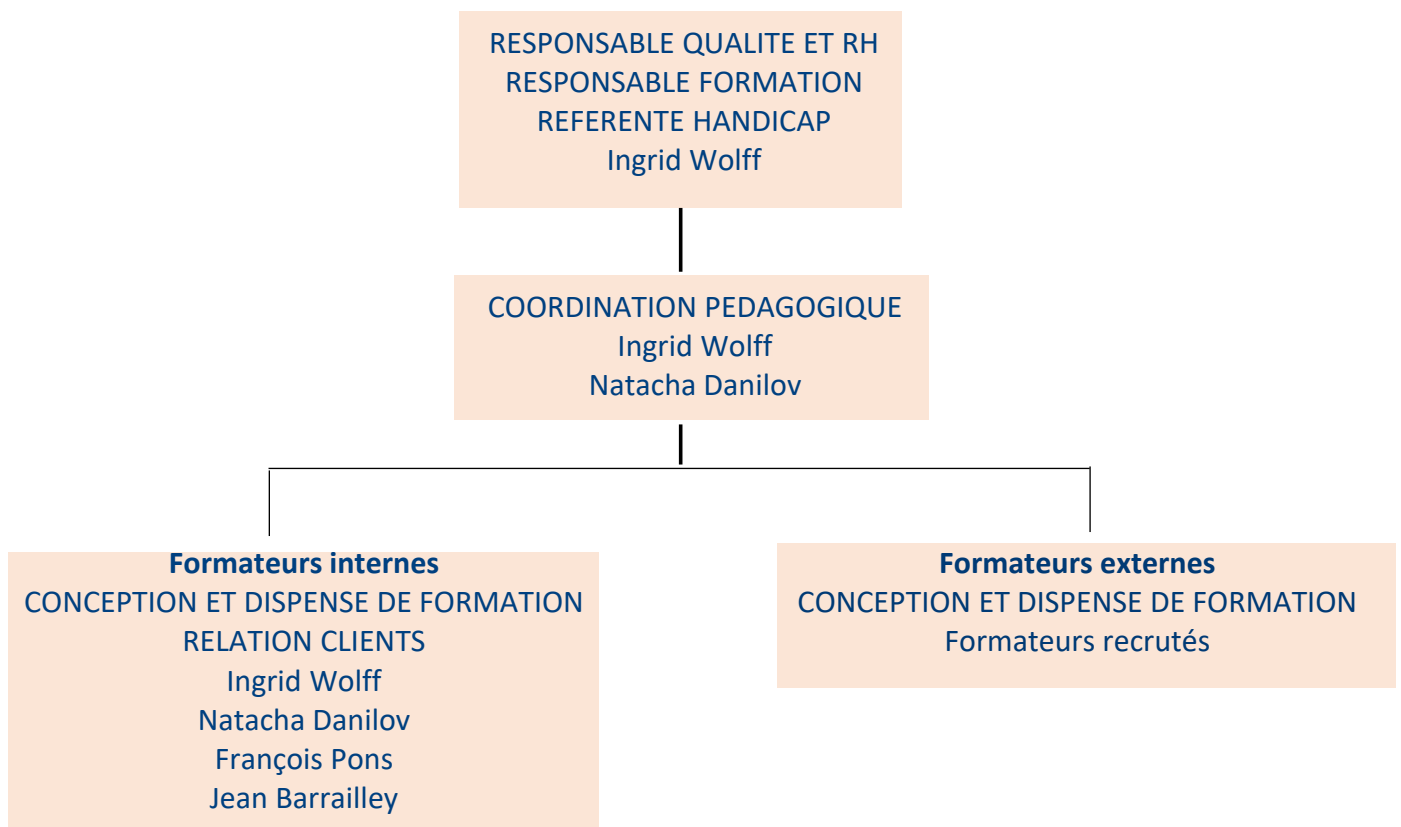 RESPONSABLE QUALITE ET RH
RESPONSABLE FORMATION
REFERENTE HANDICAP
Ingrid Wolff
COORDINATION PEDAGOGIQUE
Ingrid Wolff
Natacha Danilov
Formateurs internes
CONCEPTION ET DISPENSE DE FORMATION
RELATION CLIENTS
Ingrid Wolff
Natacha Danilov
François Pons
Jean Barrailley
Formateurs externes
CONCEPTION ET DISPENSE DE FORMATION
Formateurs recrutés